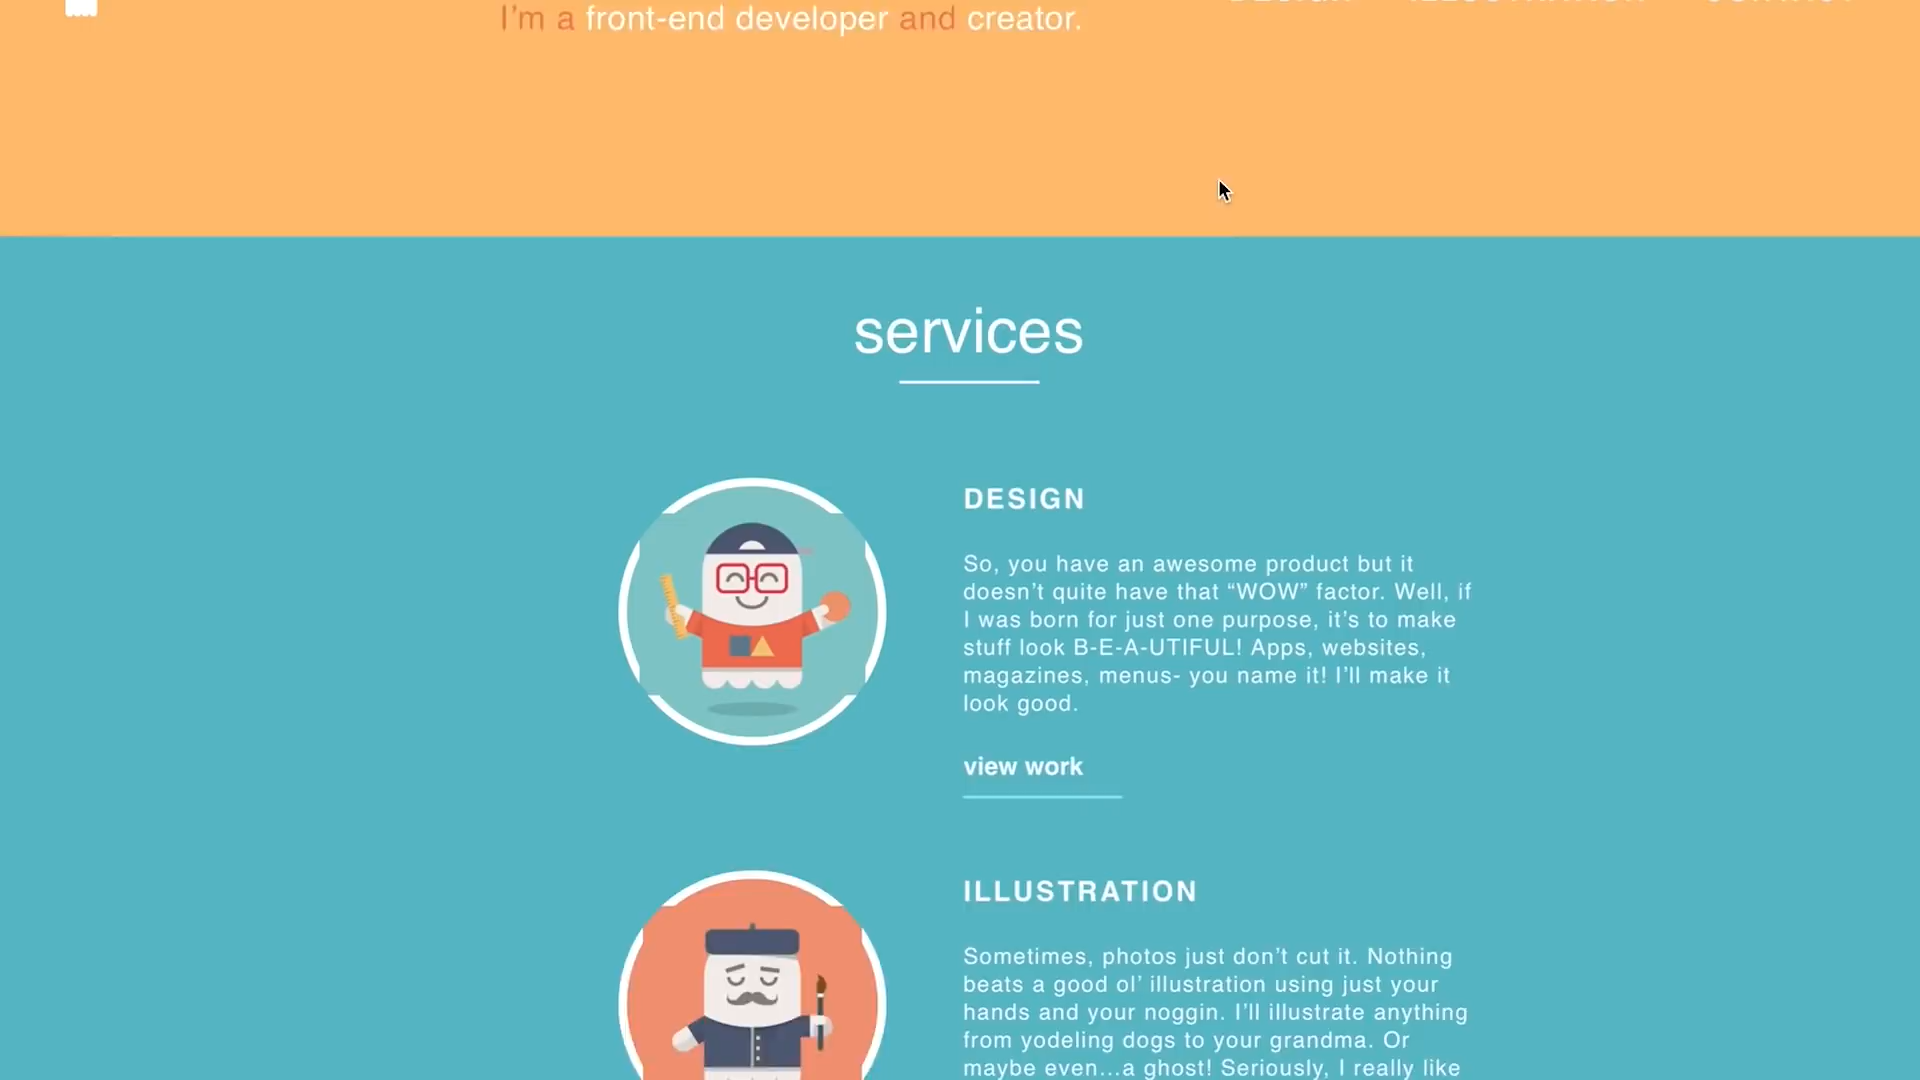 I’m a front-end developer and creator.
services
DESIGN
So, you have an awesome product but it
doesn’t quite have that “WOW” factor. Well, if
I was born for just one purpose, it’s to make
stuff look B-E-A-UTIFUL! Apps, websites,
magazines, menus- you name it! I’ll make it
look good.
view work
ILLUSTRATION
Sometimes, photos just don’t cut it. Nothing
beats a good ol’ illustration using just your
hands and your noggin. I’ll illustrate anything
from yodeling dogs to your grandma. Or
maybe even...a ghost! Seriously, I really like